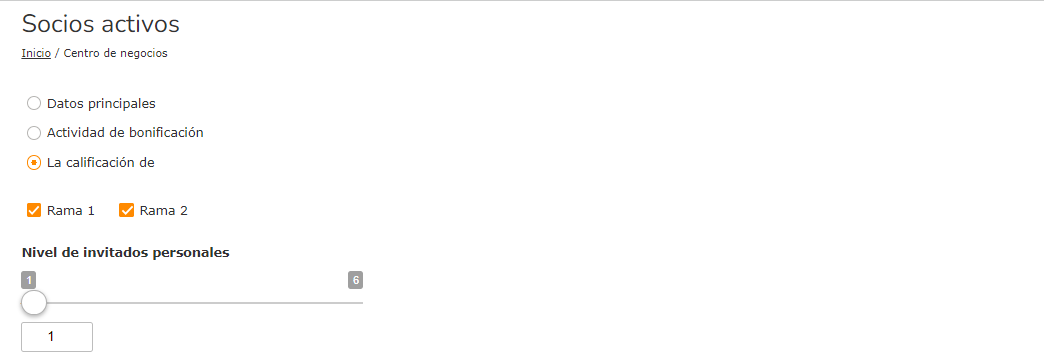 Socios activos
Inicio / Centro de negocios
Datos principales
Actividad de bonificación
La calificación de
Rama 1 Rama 2
Nivel de invitados personales
1 6
1